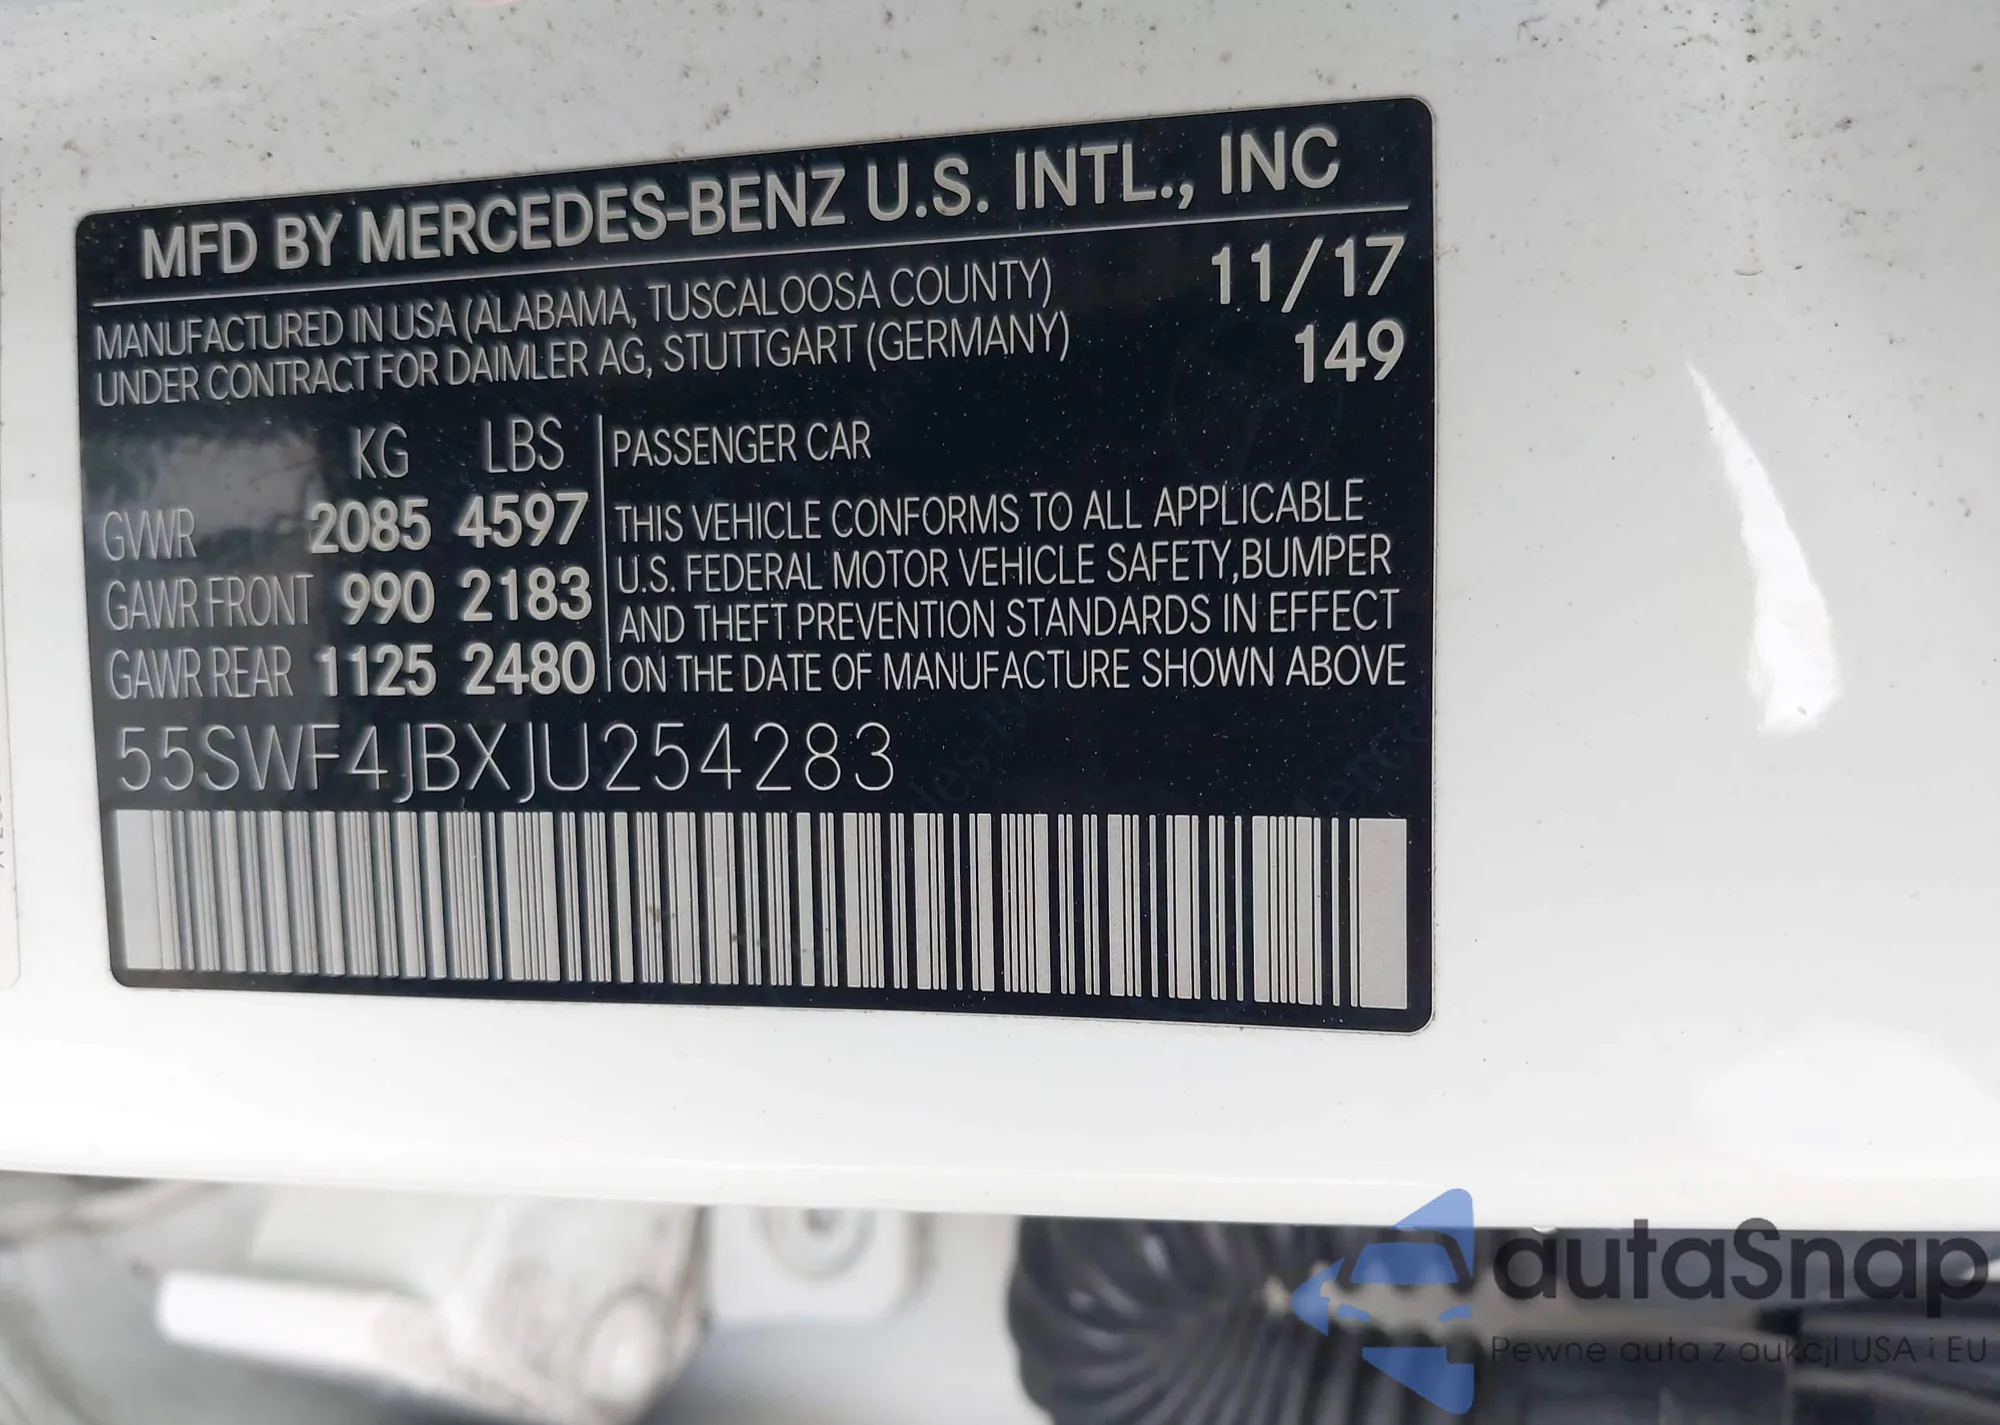 MFD BY MERCEDES-BENZ U.S. INTL., INC
MANUFACTURED IN USA (ALABAMA, TUSCALOOSA COUNTY)
UNDER CONTRACT FOR DAIMLER AG, STUTTGART (GERMANY)
11/17
149
KG LBS
GVWR 2085 4597
GAWR FRONT 990 2183
GAWR REAR 1125 2480
PASSENGER CAR
THIS VEHICLE CONFORMS TO ALL APPLICABLE
U.S. FEDERAL MOTOR VEHICLE SAFETY,BUMPER
AND THEFT PREVENTION STANDARDS IN EFFECT
ON THE DATE OF MANUFACTURE SHOWN ABOVE
55SWF4JBXJU254283
autaSnap
Pewne auta z aukcji USA i EU